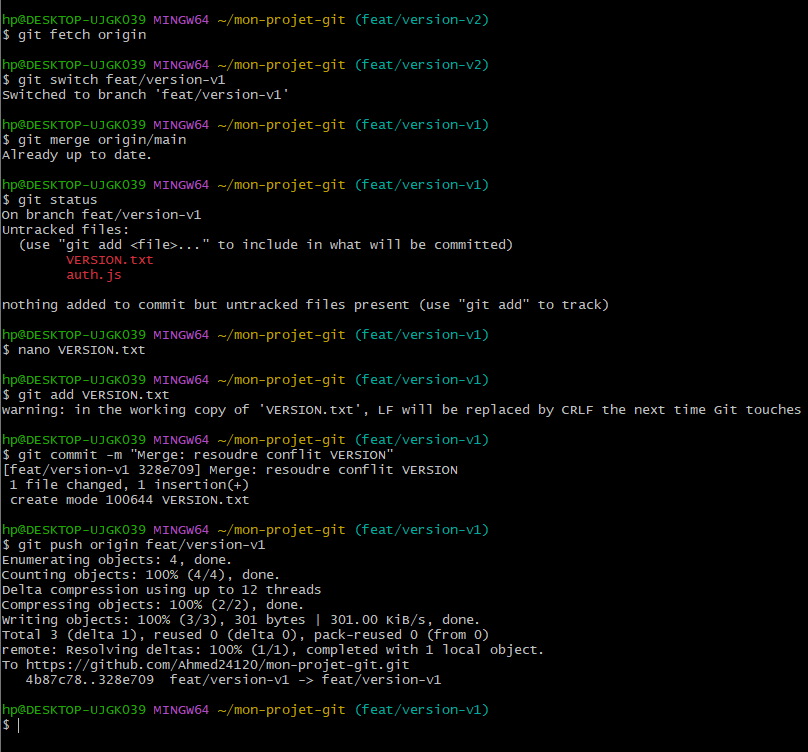 hp@DESKTOP-UJGKO39 MINGW64 ~/mon-projet-git (feat/version-v2)
$ git fetch origin
hp@DESKTOP-UJGKO39 MINGW64 ~/mon-projet-git (feat/version-v2)
$ git switch feat/version-v1
Switched to branch 'feat/version-v1'
hp@DESKTOP-UJGKO39 MINGW64 ~/mon-projet-git (feat/version-v1)
$ git merge origin/main
Already up to date.
hp@DESKTOP-UJGKO39 MINGW64 ~/mon-projet-git (feat/version-v1)
$ git status
On branch feat/version-v1
Untracked files:
  (use "git add <file>..." to include in what will be committed)
        VERSION.txt
        auth.js
nothing added to commit but untracked files present (use "git add" to track)
hp@DESKTOP-UJGKO39 MINGW64 ~/mon-projet-git (feat/version-v1)
$ nano VERSION.txt
hp@DESKTOP-UJGKO39 MINGW64 ~/mon-projet-git (feat/version-v1)
$ git add VERSION.txt
warning: in the working copy of 'VERSION.txt', LF will be replaced by CRLF the next time Git touches
hp@DESKTOP-UJGKO39 MINGW64 ~/mon-projet-git (feat/version-v1)
$ git commit -m "Merge: resoudre conflit VERSION"
[feat/version-v1 328e709] Merge: resoudre conflit VERSION
 1 file changed, 1 insertion(+)
 create mode 100644 VERSION.txt
hp@DESKTOP-UJGKO39 MINGW64 ~/mon-projet-git (feat/version-v1)
$ git push origin feat/version-v1
Enumerating objects: 4, done.
Counting objects: 100% (4/4), done.
Delta compression using up to 12 threads
Compressing objects: 100% (2/2), done.
Writing objects: 100% (3/3), 301 bytes | 301.00 KiB/s, done.
Total 3 (delta 1), reused 0 (delta 0), pack-reused 0 (from 0)
remote: Resolving deltas: 100% (1/1), completed with 1 local object.
To https://github.com/Ahmed24120/mon-projet-git.git
   4b87c78..328e709  feat/version-v1 -> feat/version-v1
hp@DESKTOP-UJGKO39 MINGW64 ~/mon-projet-git (feat/version-v1)
$